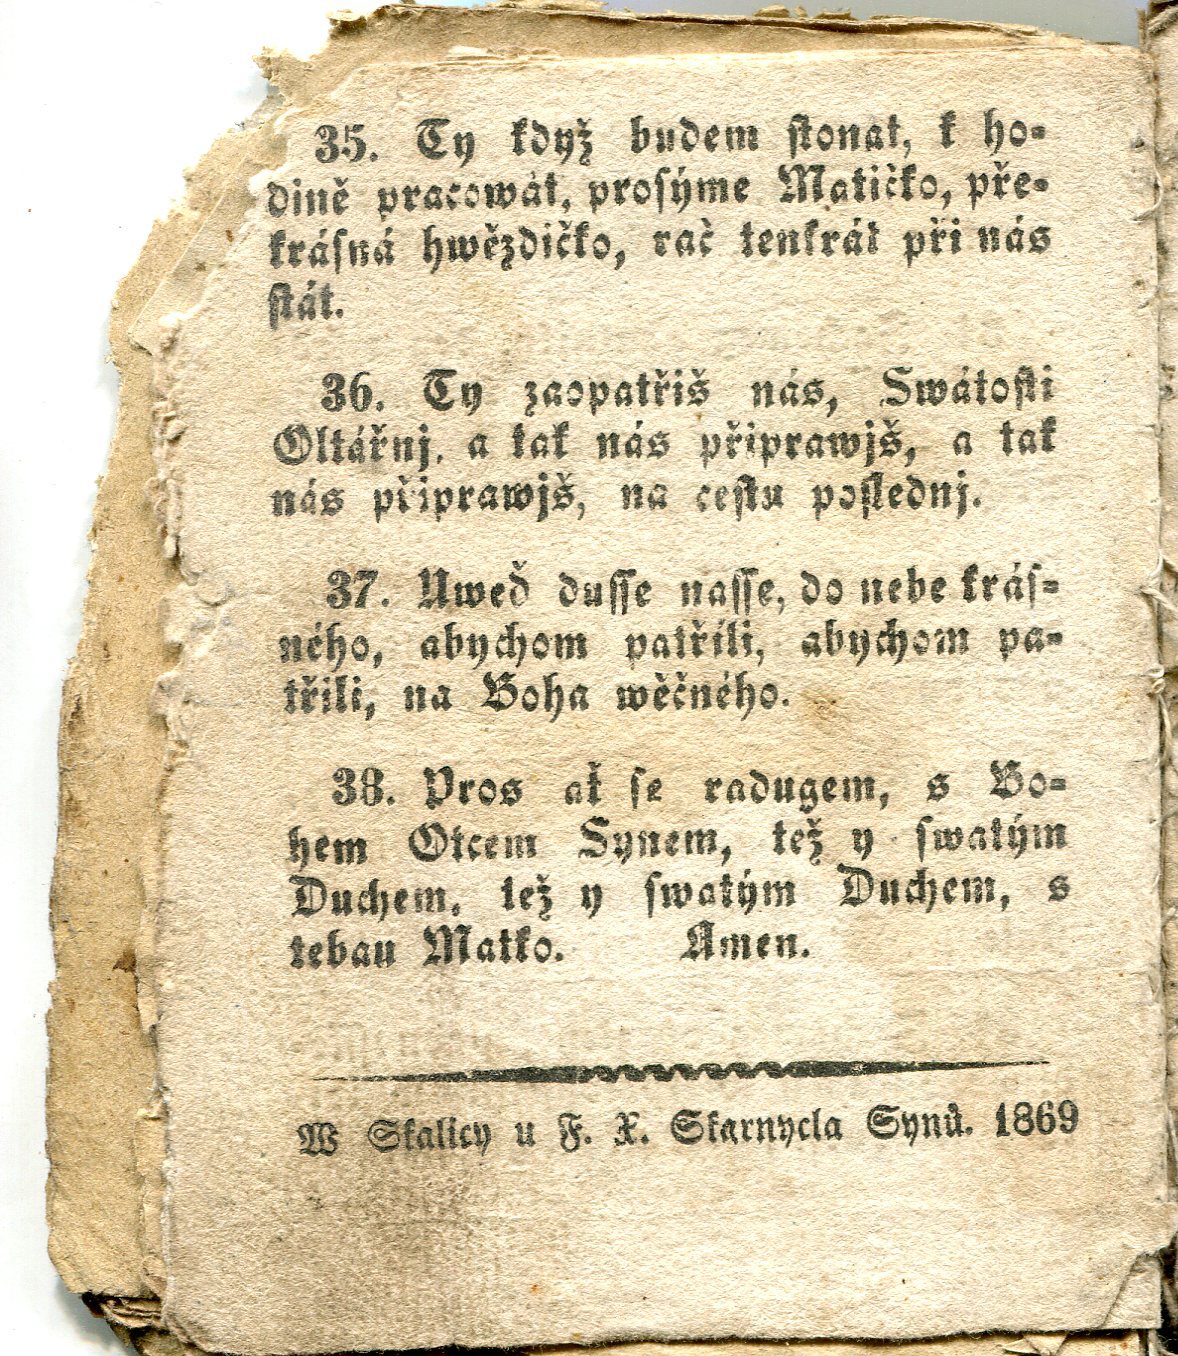 35. Ty když budem stonat, k ho-
dině pracowát, prosýme Matičko, pře-
krásná hwězdičko, rač tenkrát při nás
stát.
36. Ty zaopatřiš nás, Swátosti
Oltářnj, a tak nás připrawjš, a tak
nás připrawjš, na cestu poslednj.
37. Uweď dusse nasse, do nebe krás-
ného, abychom patřili, abychom pa-
třili, na Boha wěčného.
38. Pros ať se radugem, s Bo-
hem Otcem Synem, též y swatým
Duchem, též y swatým Duchem, s
tebau Matko. Amen.
W Skalicy u F. X. Skarnycla Synů. 1869